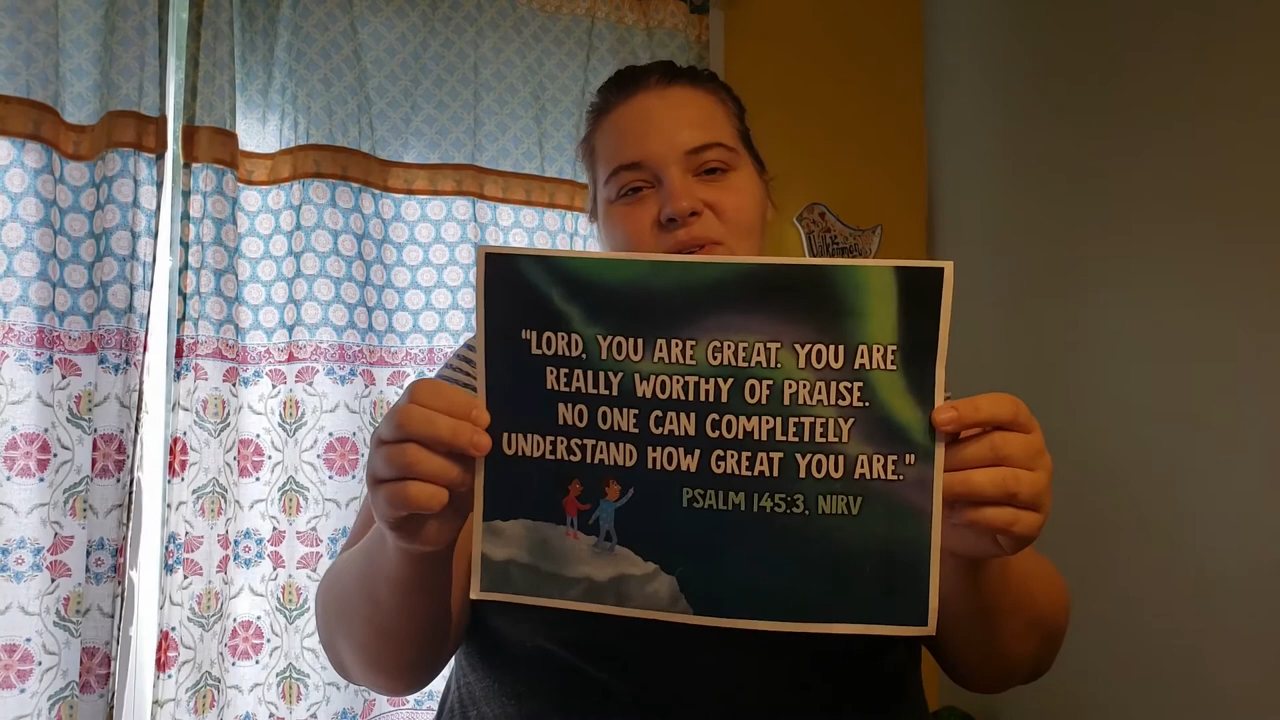 Välkommen
"LORD, YOU ARE GREAT. YOU ARE
REALLY WORTHY OF PRAISE.
NO ONE CAN COMPLETELY
UNDERSTAND HOW GREAT YOU ARE."
PSALM 145:3, NIRV